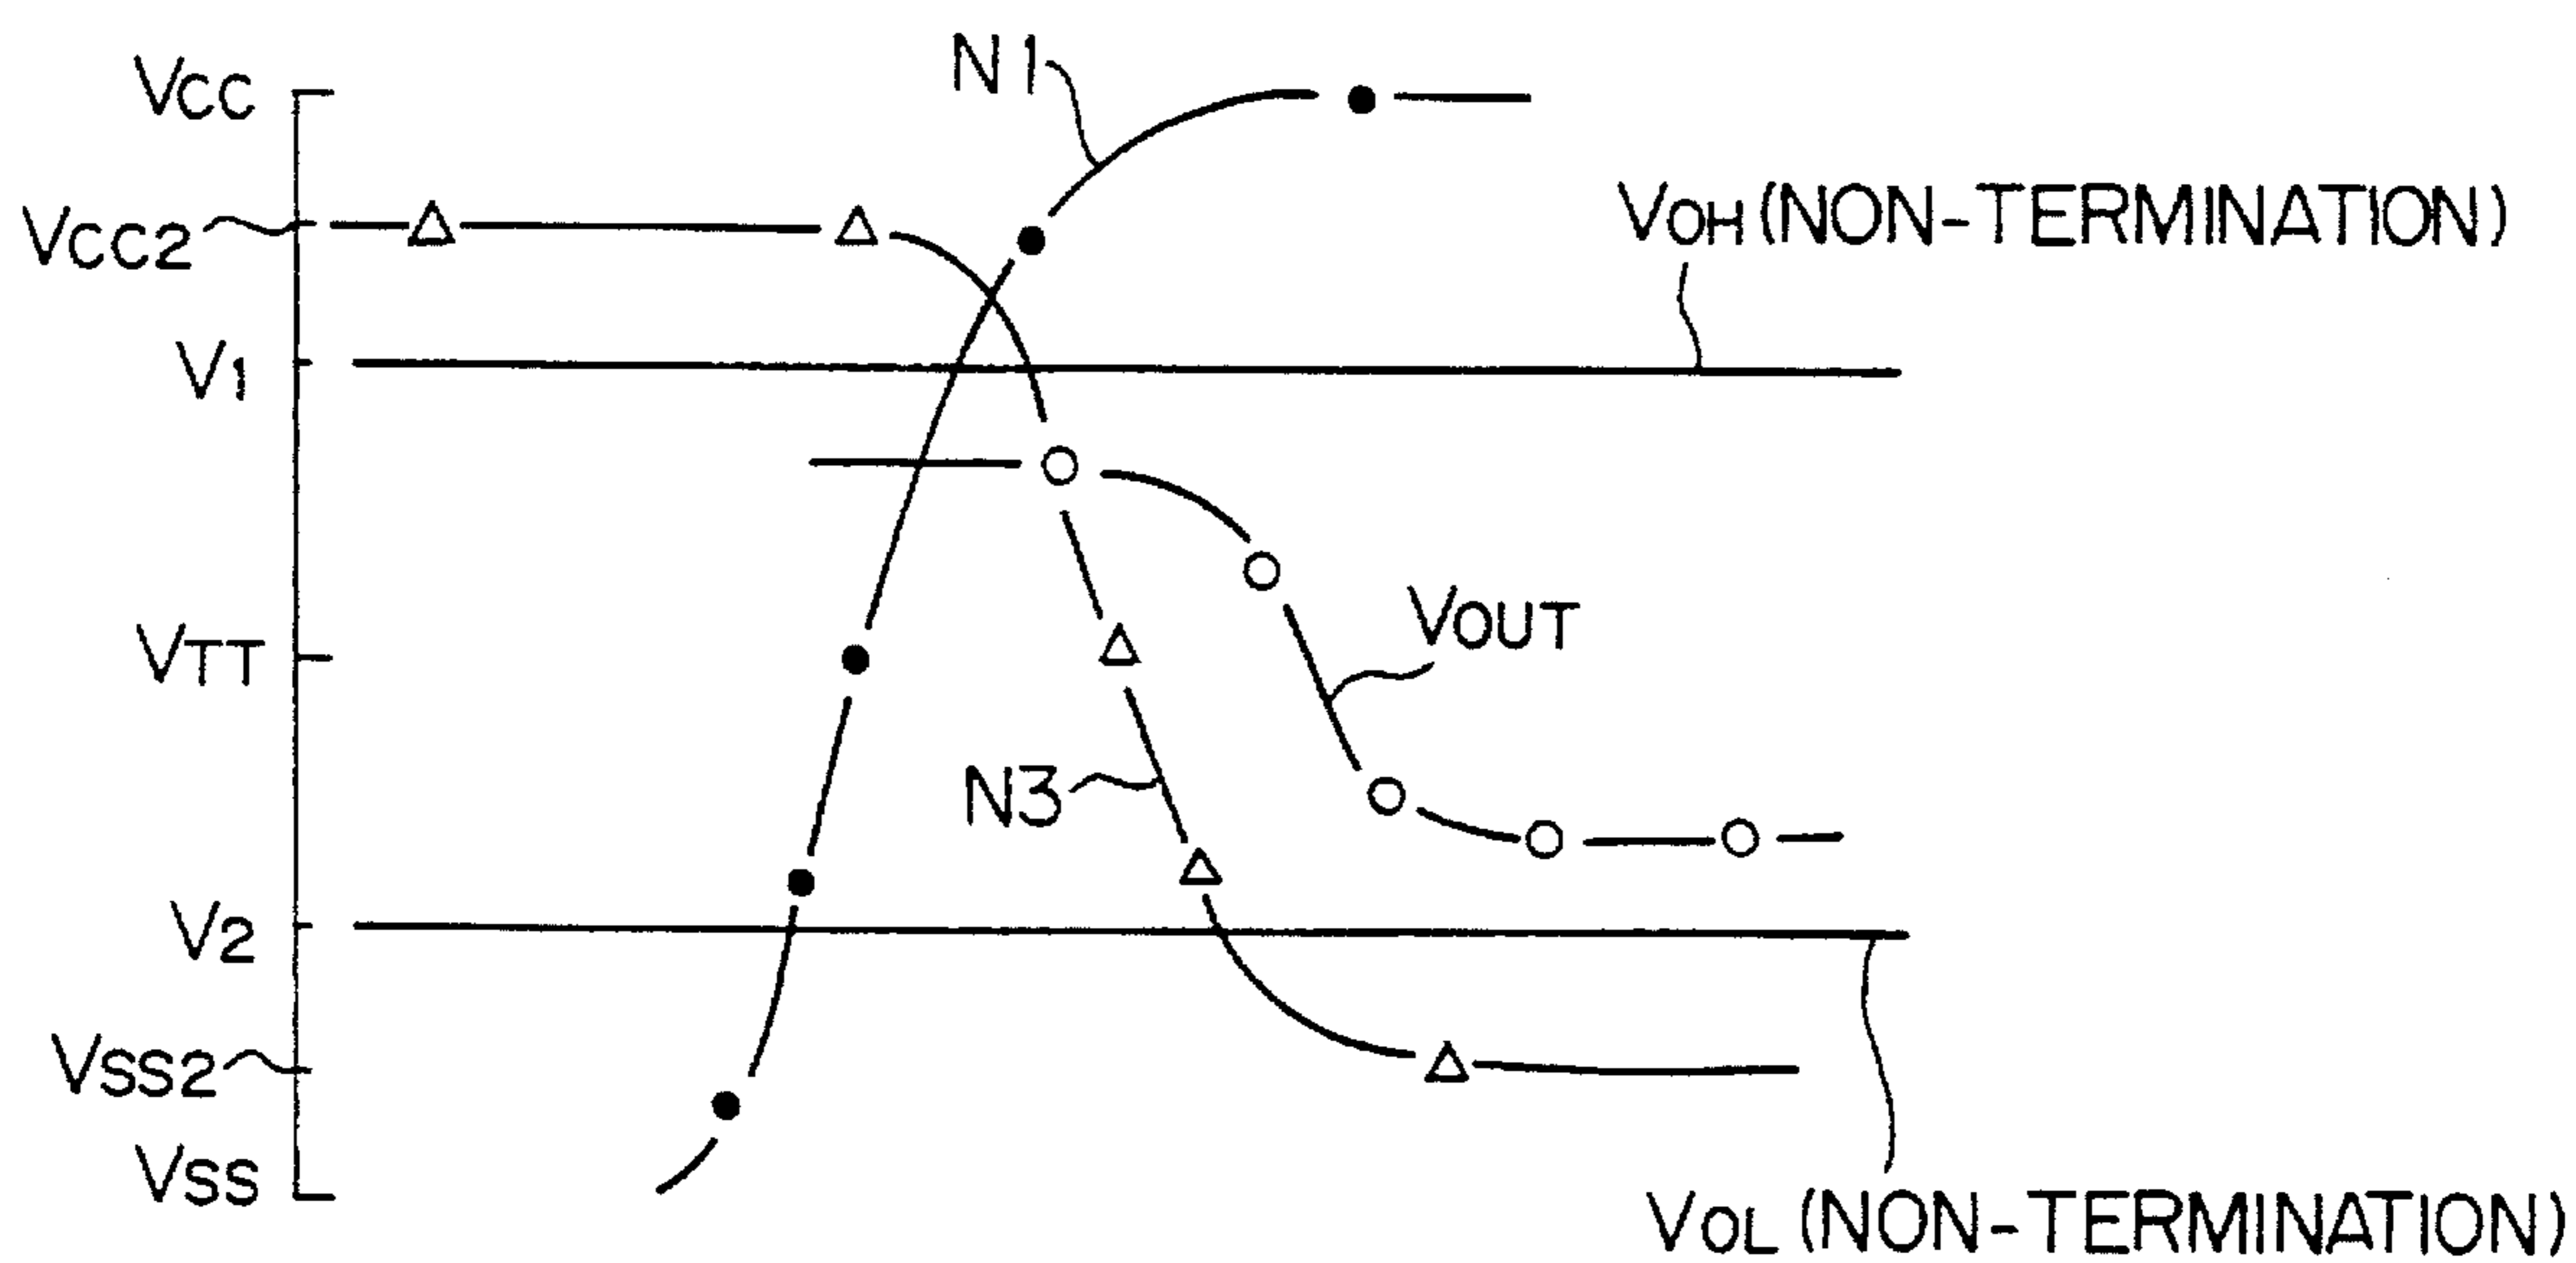 N1
VCC
VCC2
VOH (NON-TERMINATION)
V1
VOUT
VTT
N3
V2
VSS2
VSS
VOL (NON-TERMINATION)